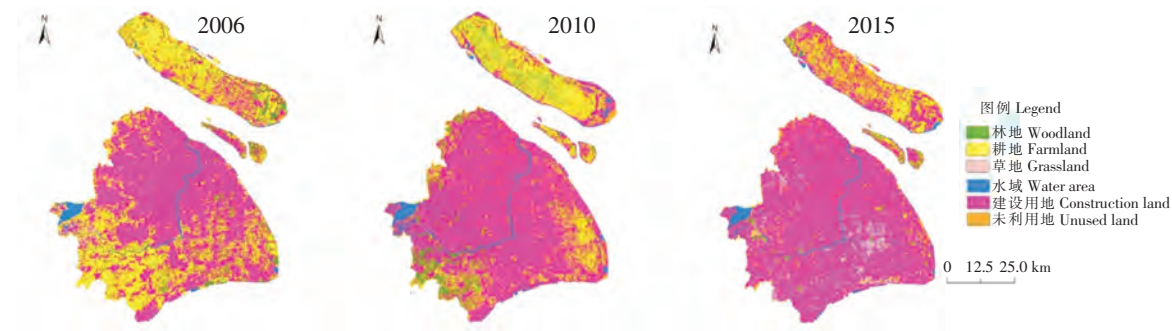 N
2006
N
2010
N
2015
图例 Legend
林地 Woodland
耕地 Farmland
草地 Grassland
水域 Water area
建设用地 Construction land
未利用地 Unused land
0 12.5 25.0 km